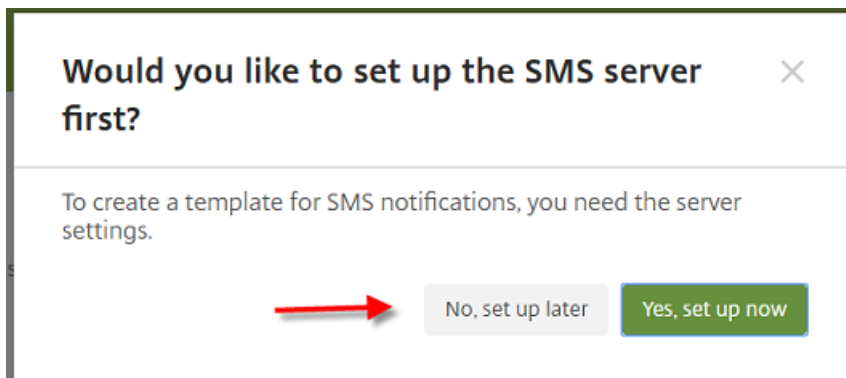 Would you like to set up the SMS server
first?
To create a template for SMS notifications, you need the server
settings.
No, set up later
Yes, set up now